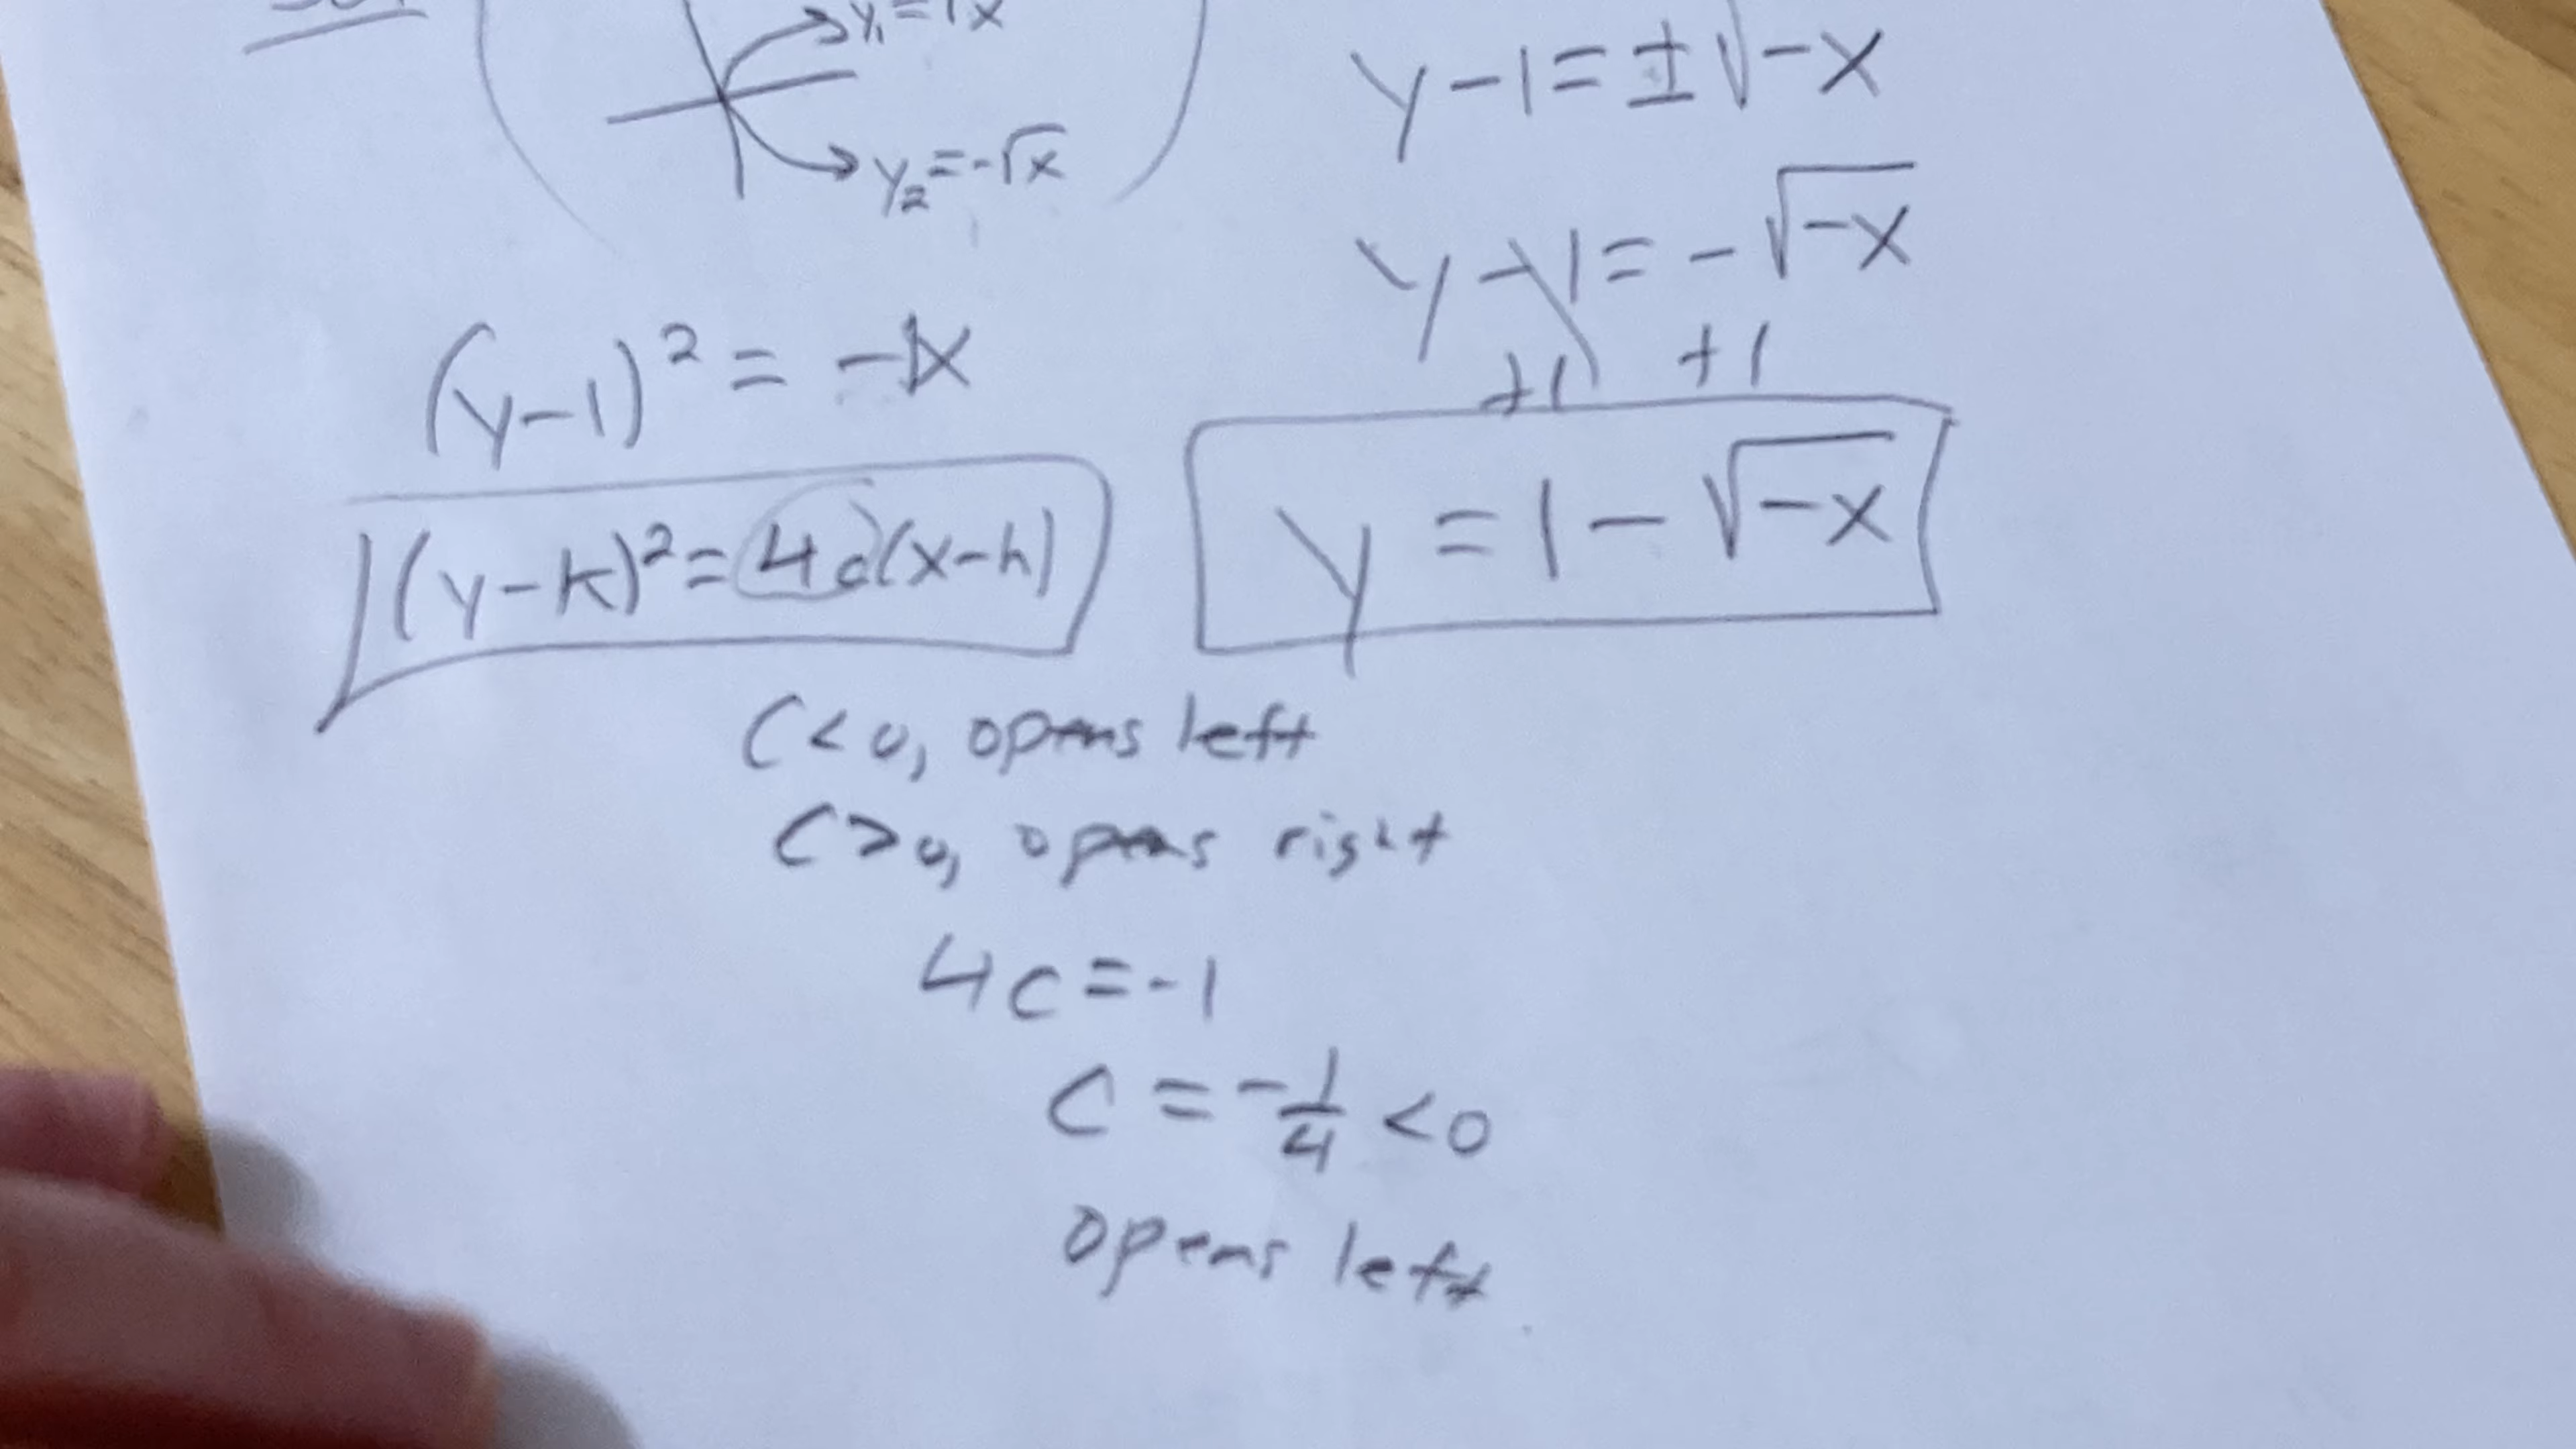 y₁ = √x
y₂ = -√x
(y-1)² = -1x
(y-k)² = 4c(x-h)
y-1 = ±√-x
y-1 = -√-x
+1 +1
y = 1 - √-x
C<0, opens left
C>0, opens right
4c = -1
C = -1/4 < 0
opens left